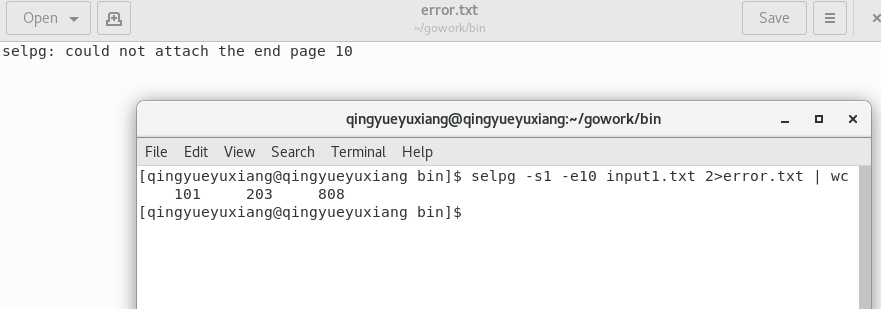 Open
error.txt
~/gowork/bin
Save
selpg: could not attach the end page 10
qingyueyuxiang@qingyueyuxiang:~/gowork/bin
File Edit View Search Terminal Help
[qingyueyuxiang@qingyueyuxiang bin]$ selpg -s1 -e10 input1.txt 2>error.txt | wc
101 203 808
[qingyueyuxiang@qingyueyuxiang bin]$